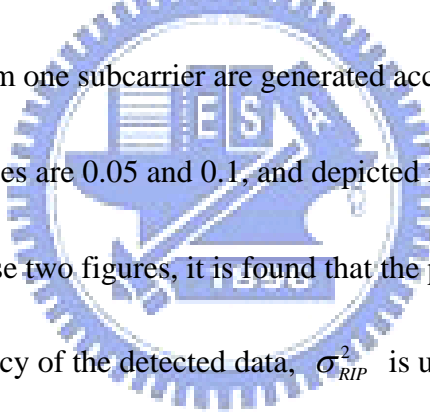 m one subcarrier are generated acc
E S A
es are 0.05 and 0.1, and depicted
se two figures, it is found that the p
1896
cy of the detected data, σ²_RIP is u